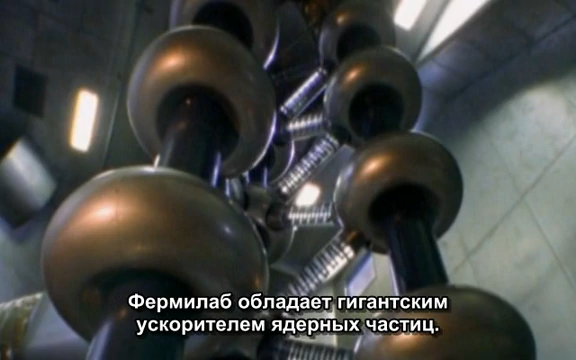 Фермилаб обладает гигантским
ускорителем ядерных частиц.